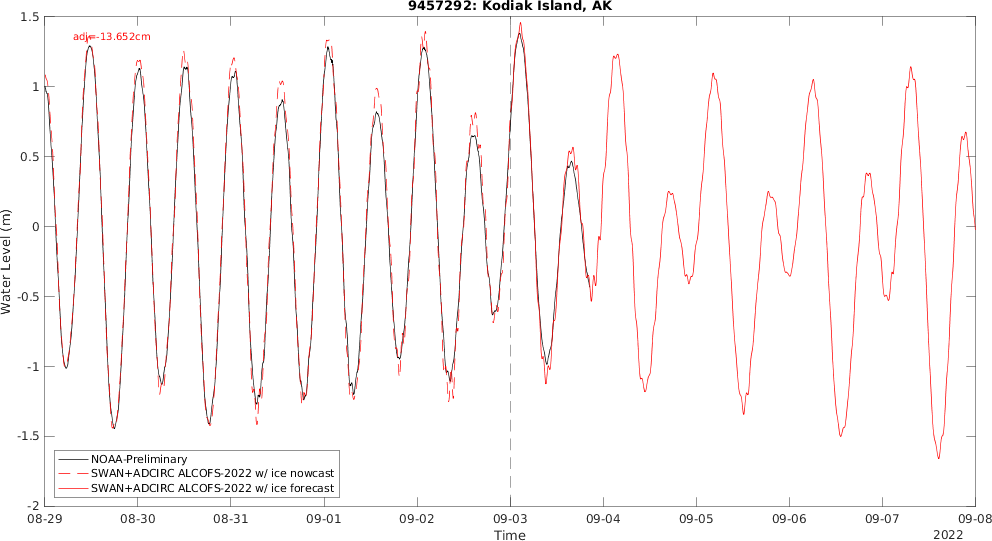 9457292: Kodiak Island, AK
adj=-13.652cm
1.5
1
0.5
0
-0.5
-1
-1.5
-2
Water Level (m)
NOAA-Preliminary
SWAN+ADCIRC ALCOFS-2022 w/ ice nowcast
SWAN+ADCIRC ALCOFS-2022 w/ ice forecast
08-29 08-30 08-31 09-01 09-02 09-03 09-04 09-05 09-06 09-07 09-08
Time
2022